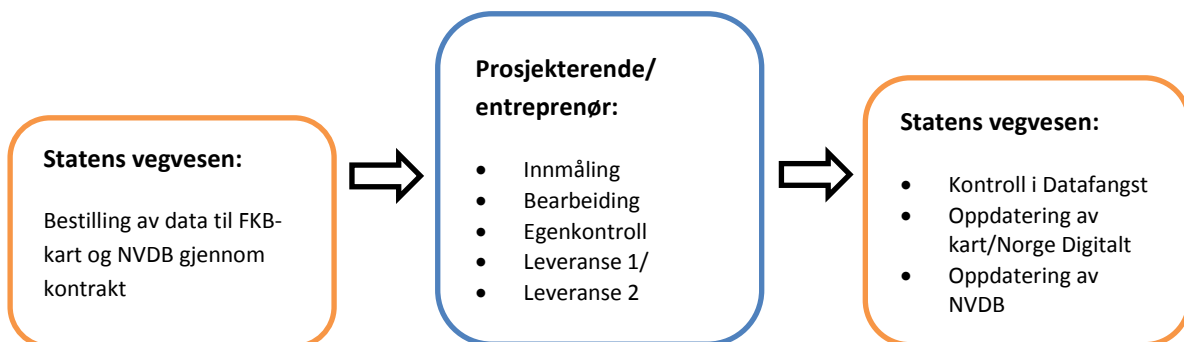 Statens vegvesen:
Bestilling av data til FKB-
kart og NVDB gjennom
kontrakt
Prosjekterende/
entreprenør:
• Innmåling
• Bearbeiding
• Egenkontroll
• Leveranse 1/
• Leveranse 2
Statens vegvesen:
• Kontroll i Datafangst
• Oppdatering av
kart/Norge Digitalt
• Oppdatering av
NVDB